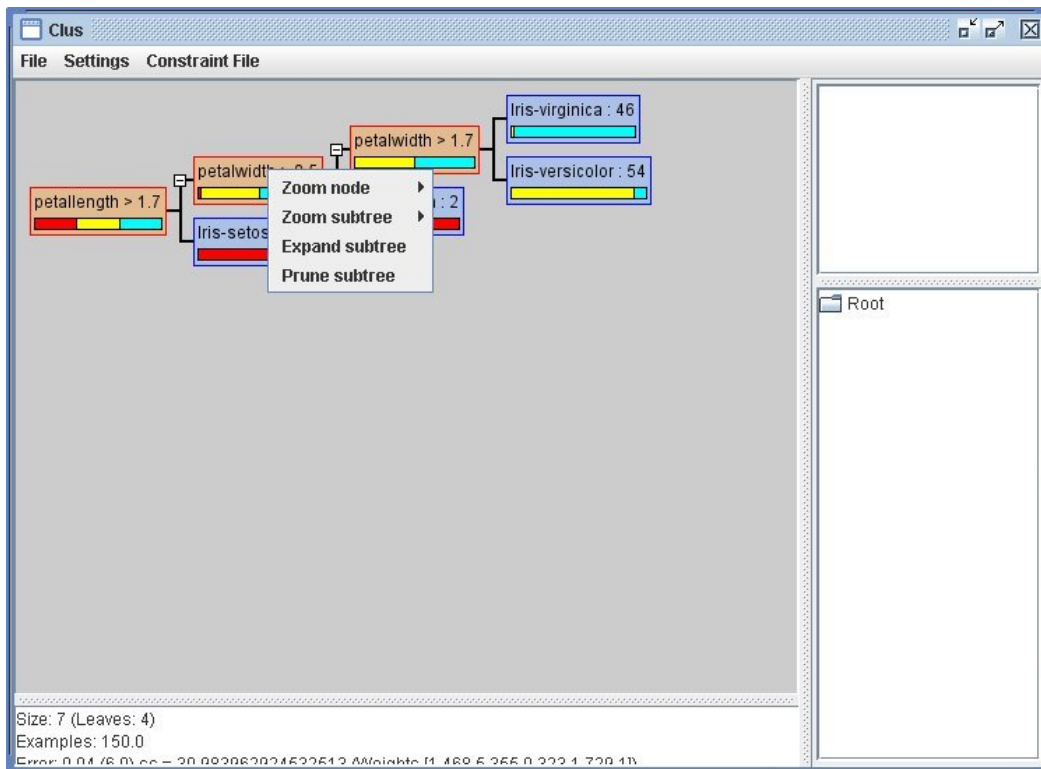 Clus
File Settings Constraint File
Iris-virginica : 46
petalwidth > 1.7
Iris-versicolor : 54
petallength > 1.7
: 2
Zoom node
Zoom subtree
Expand subtree
Prune subtree
Root
Size: 7 (Leaves: 4)
Examples: 150.0